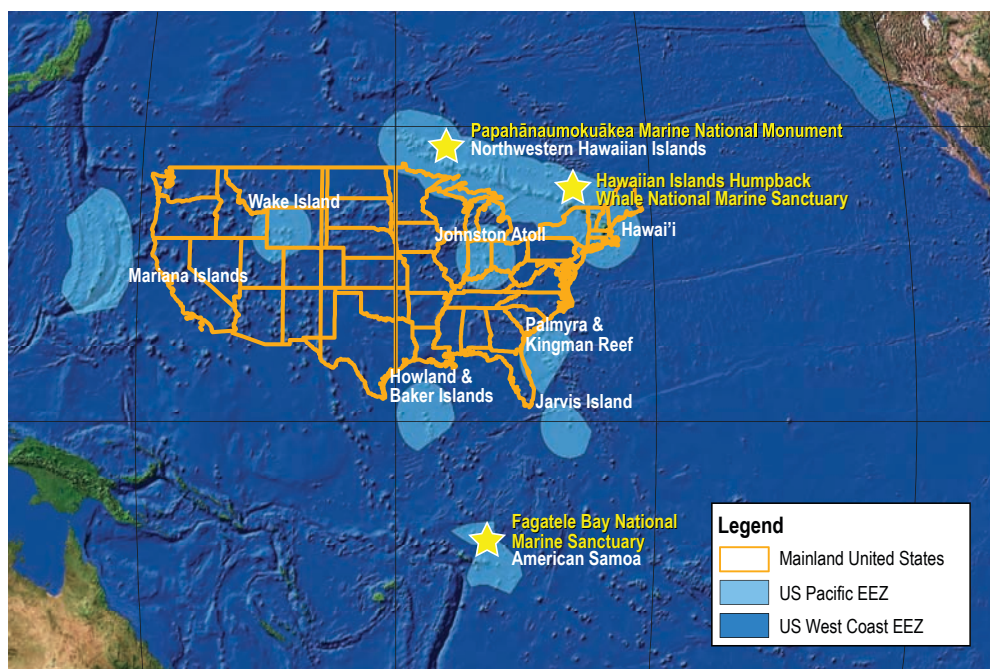 Papahānaumokuākea Marine National Monument
Northwestern Hawaiian Islands
Hawaiian Islands Humpback
Whale National Marine Sanctuary
Wake Island
Johnston Atoll
Hawai'i
Mariana Islands
Palmyra &
Kingman Reef
Howland &
Baker Islands
Jarvis Island
Fagatele Bay National
Marine Sanctuary
American Samoa
Legend
Mainland United States
US Pacific EEZ
US West Coast EEZ